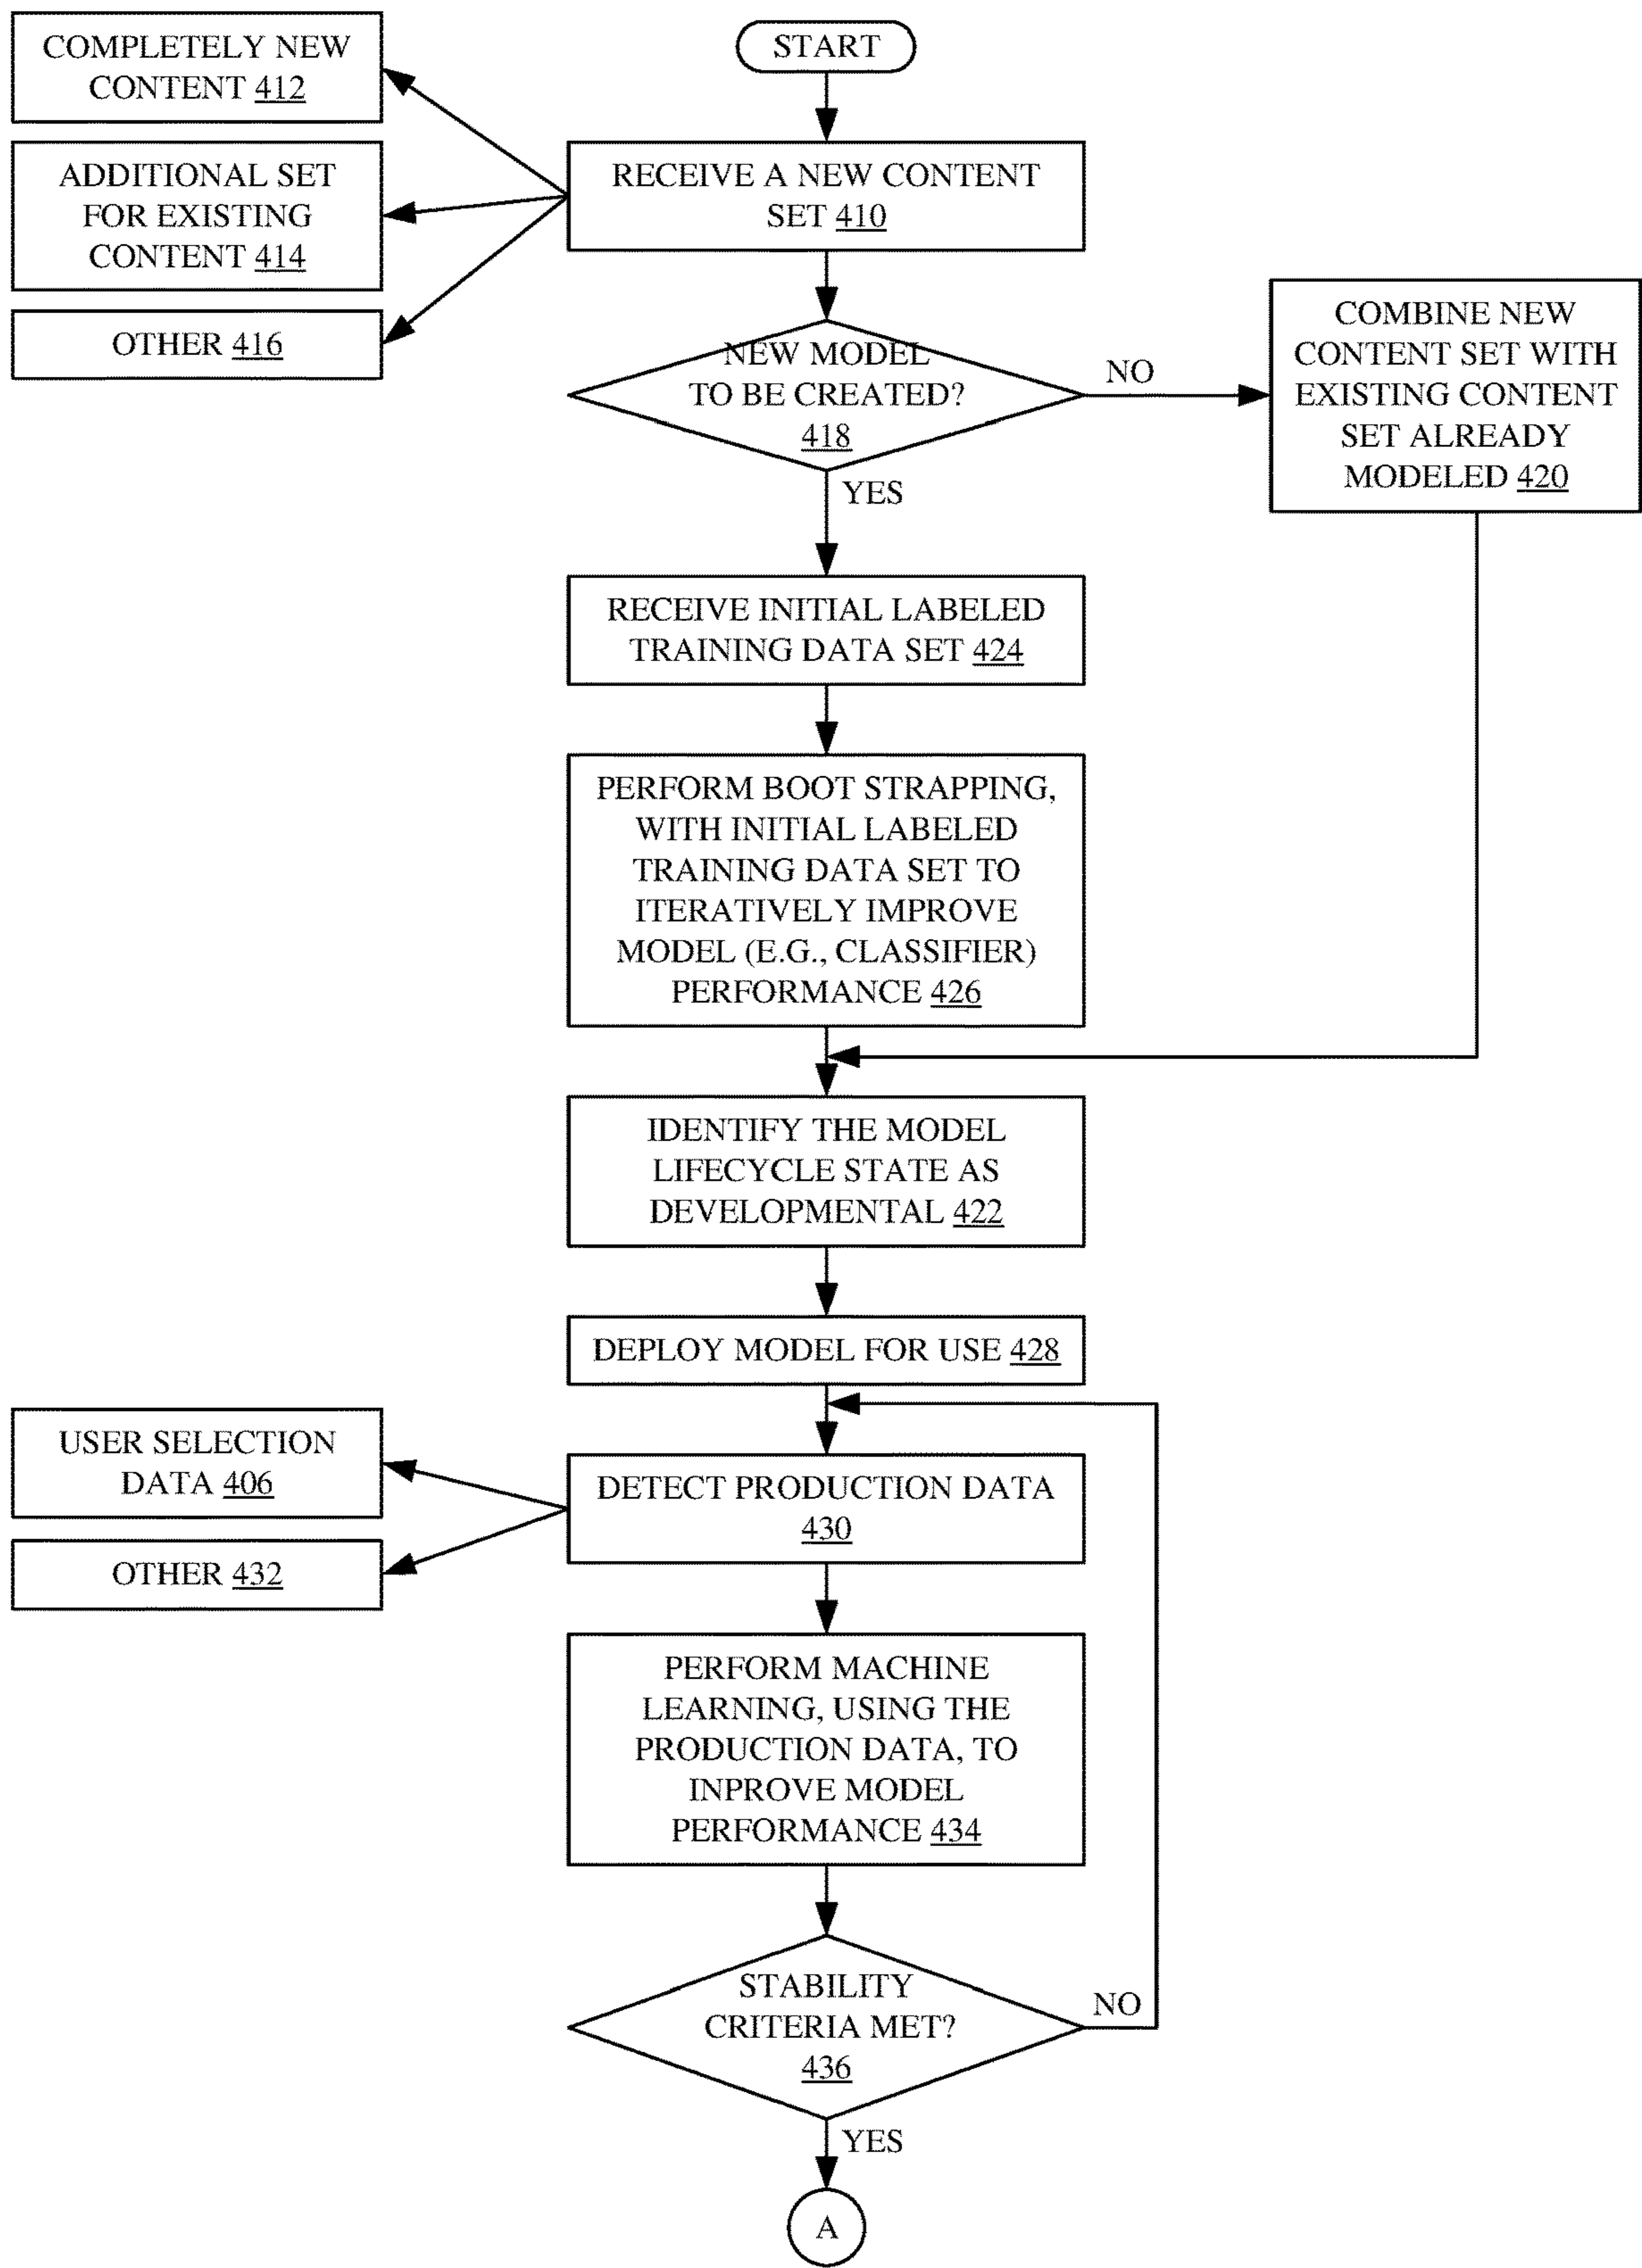 START
COMPLETELY NEW
CONTENT 412
ADDITIONAL SET
FOR EXISTING
CONTENT 414
OTHER 416
RECEIVE A NEW CONTENT
SET 410
NEW MODEL
TO BE CREATED?
418
NO
COMBINE NEW
CONTENT SET WITH
EXISTING CONTENT
SET ALREADY
MODELED 420
YES
RECEIVE INITIAL LABELED
TRAINING DATA SET 424
PERFORM BOOT STRAPPING,
WITH INITIAL LABELED
TRAINING DATA SET TO
ITERATIVELY IMPROVE
MODEL (E.G., CLASSIFIER)
PERFORMANCE 426
IDENTIFY THE MODEL
LIFECYCLE STATE AS
DEVELOPMENTAL 422
DEPLOY MODEL FOR USE 428
USER SELECTION
DATA 406
OTHER 432
DETECT PRODUCTION DATA
430
PERFORM MACHINE
LEARNING, USING THE
PRODUCTION DATA, TO
INPROVE MODEL
PERFORMANCE 434
STABILITY
CRITERIA MET?
436
NO
YES
A